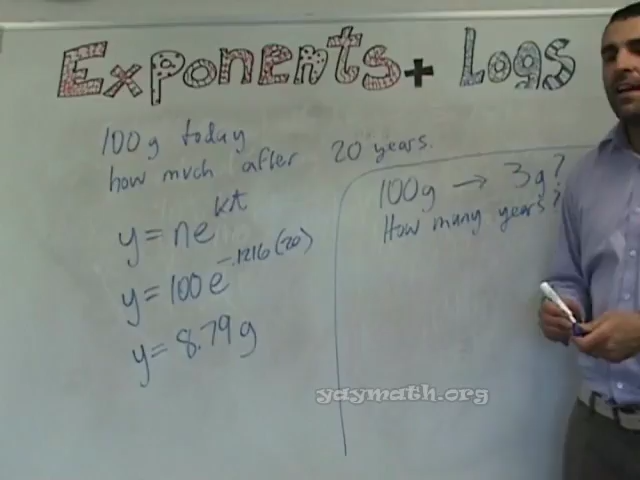 Exponents + Logs
100g today
how much after 20 years.
y = ne^kt
y = 100e^-.1216(20)
y = 8.79g
100g → 3g?
How many years?
yaymath.org